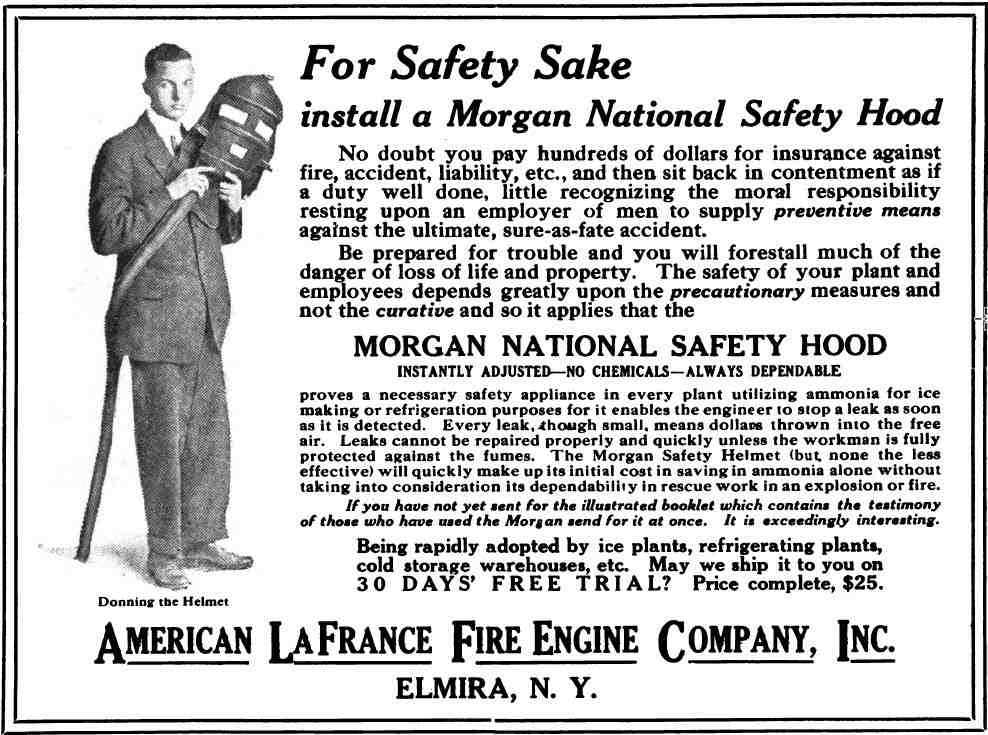 For Safety Sake
install a Morgan National Safety Hood
No doubt you pay hundreds of dollars for insurance against
fire, accident, liability, etc., and then sit back in contentment as if
a duty well done, little recognizing the moral responsibility
resting upon an employer of men to supply preventive means
against the ultimate, sure-as-fate accident.
Be prepared for trouble and you will forestall much of the
danger of loss of life and property. The safety of your plant and
employees depends greatly upon the precautionary measures and
not the curative and so it applies that the
MORGAN NATIONAL SAFETY HOOD
INSTANTLY ADJUSTED—NO CHEMICALS—ALWAYS DEPENDABLE
proves a necessary safety appliance in every plant utilizing ammonia for ice
making or refrigeration purposes for it enables the engineer to stop a leak as soon
as it is detected. Every leak, though small, means dollars thrown into the free
air. Leaks cannot be repaired properly and quickly unless the workman is fully
protected against the fumes. The Morgan Safety Helmet (but none the less
effective) will quickly make up its initial cost in saving in ammonia alone without
taking into consideration its dependability in rescue work in an explosion or fire.
If you have not yet sent for the illustrated booklet which contains the testimony
of those who have used the Morgan send for it at once. It is exceedingly interesting.
Being rapidly adopted by ice plants, refrigerating plants,
cold storage warehouses, etc. May we ship it to you on
30 DAYS' FREE TRIAL? Price complete, $25.
Donning the Helmet
AMERICAN LAFRANCE FIRE ENGINE COMPANY, INC.
ELMIRA, N. Y.